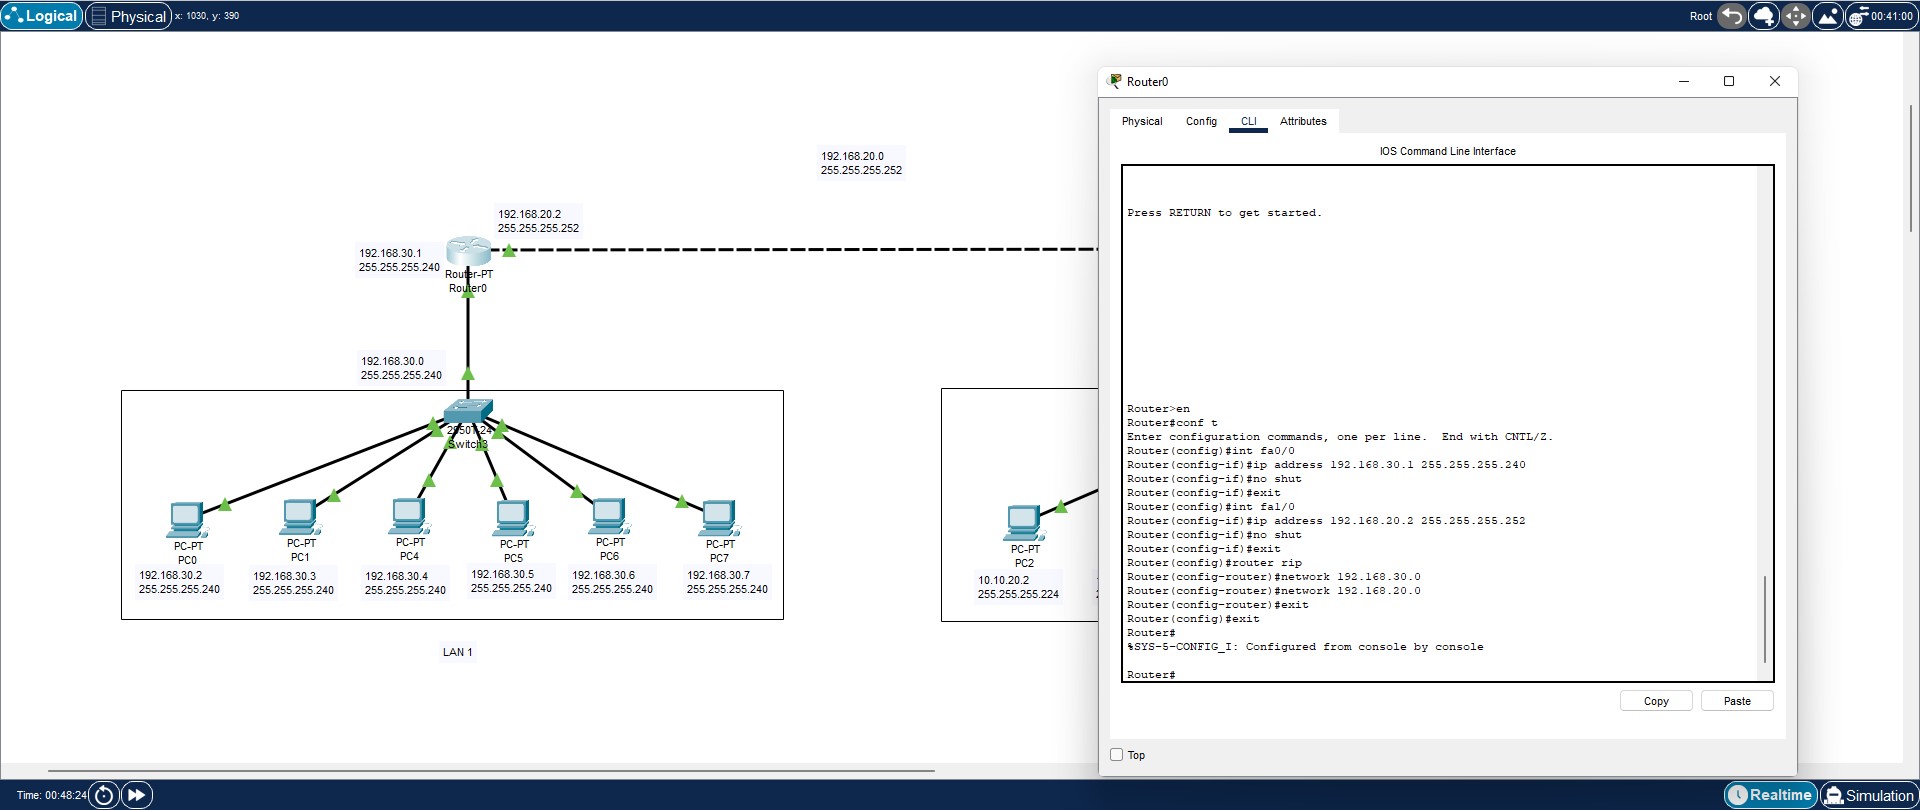 Logical
Physical
x: 1030, y: 390
Root
00:41:00
192.168.20.0
255.255.255.252
192.168.20.2
255.255.255.252
192.168.30.1
255.255.255.240
Router-PT
Router0
192.168.30.0
255.255.255.240
2950T-24
Switch3
PC-PT
PC0
192.168.30.2
255.255.255.240
PC-PT
PC1
192.168.30.3
255.255.255.240
PC-PT
PC4
192.168.30.4
255.255.255.240
PC-PT
PC5
192.168.30.5
255.255.255.240
PC-PT
PC6
192.168.30.6
255.255.255.240
PC-PT
PC7
192.168.30.7
255.255.255.240
LAN 1
PC-PT
PC2
10.10.20.2
255.255.255.224
Router0
Physical
Config
CLI
Attributes
IOS Command Line Interface
Press RETURN to get started.
Router>en
Router#conf t
Enter configuration commands, one per line.  End with CNTL/Z.
Router(config)#int fa0/0
Router(config-if)#ip address 192.168.30.1 255.255.255.240
Router(config-if)#no shut
Router(config-if)#exit
Router(config)#int fa1/0
Router(config-if)#ip address 192.168.20.2 255.255.255.252
Router(config-if)#no shut
Router(config-if)#exit
Router(config)#router rip
Router(config-router)#network 192.168.30.0
Router(config-router)#network 192.168.20.0
Router(config-router)#exit
Router(config)#exit
Router#
%SYS-5-CONFIG_I: Configured from console by console
Router#
Copy
Paste
Top
Time: 00:48:24
Realtime
Simulation